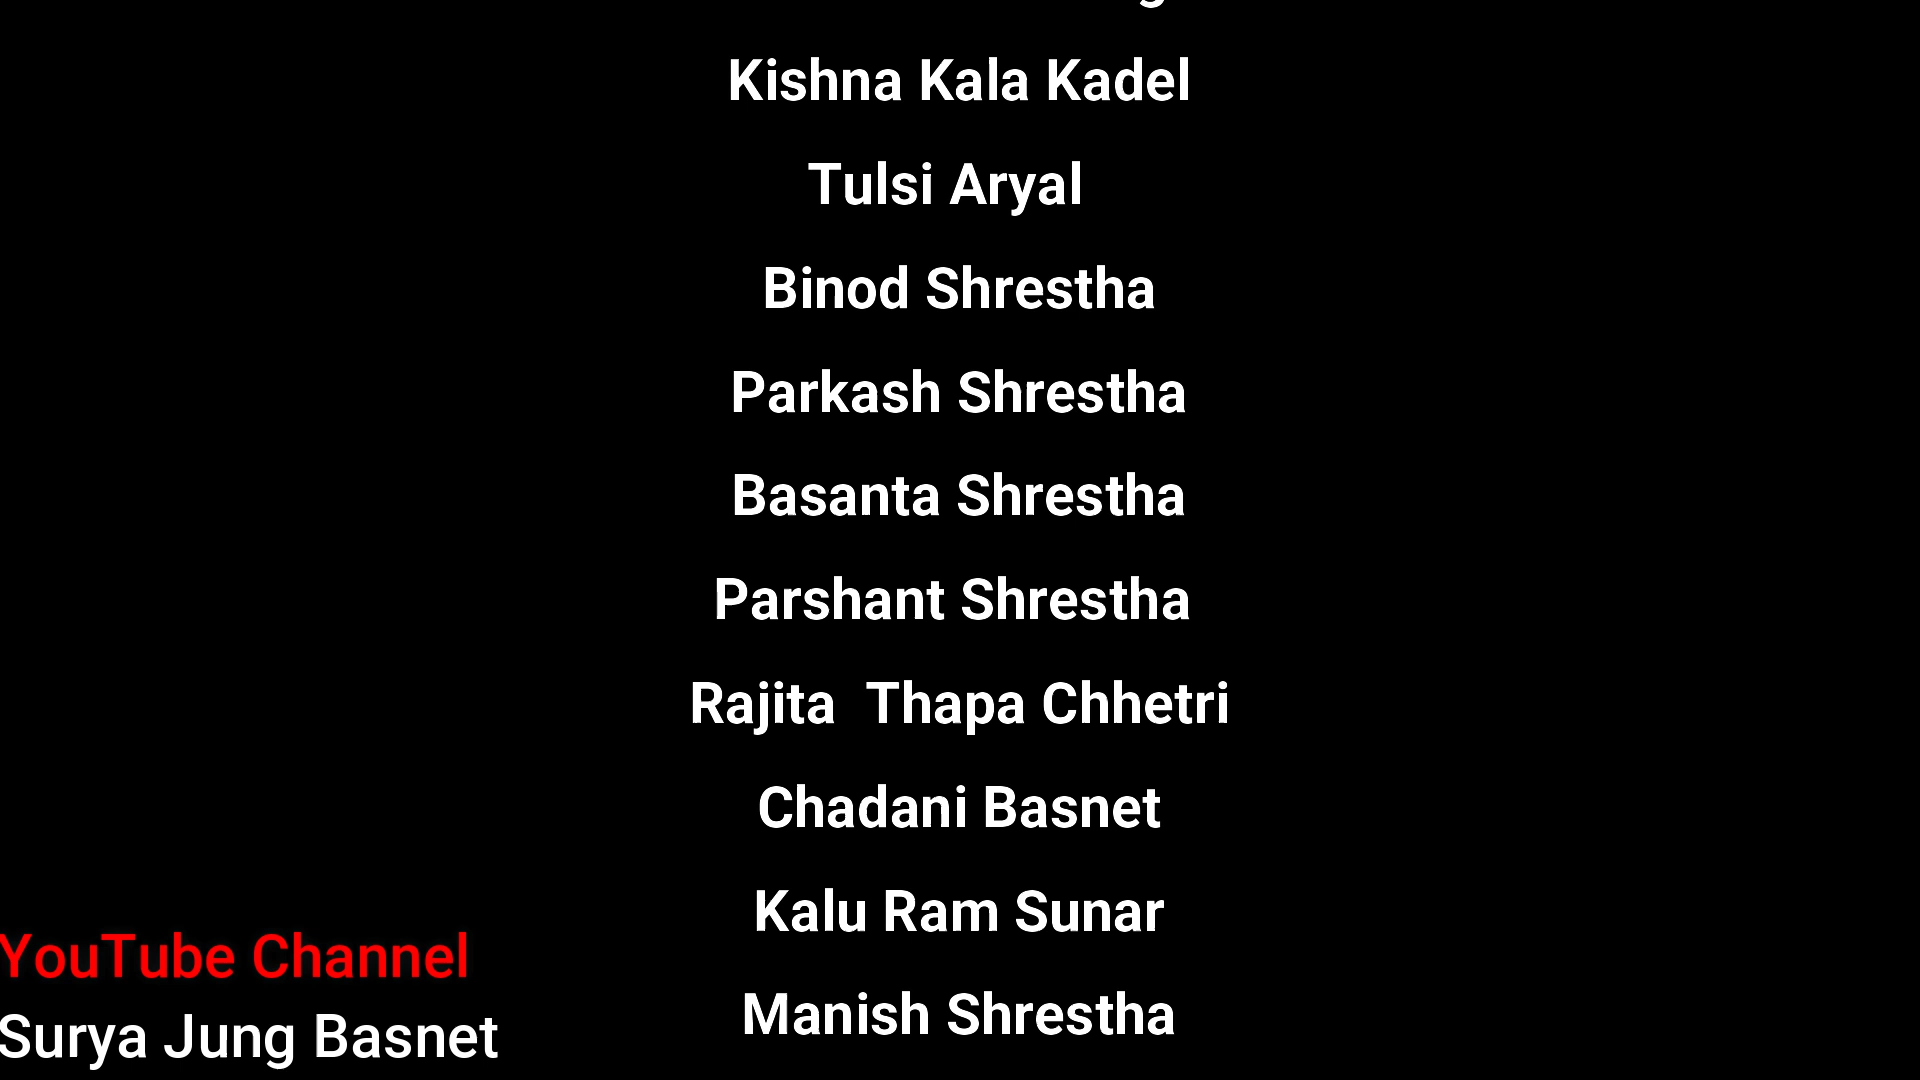 Kishna Kala Kadel
Tulsi Aryal
Binod Shrestha
Parkash Shrestha
Basanta Shrestha
Parshant Shrestha
Rajita  Thapa Chhetri
Chadani Basnet
Kalu Ram Sunar
Manish Shrestha
YouTube Channel
Surya Jung Basnet